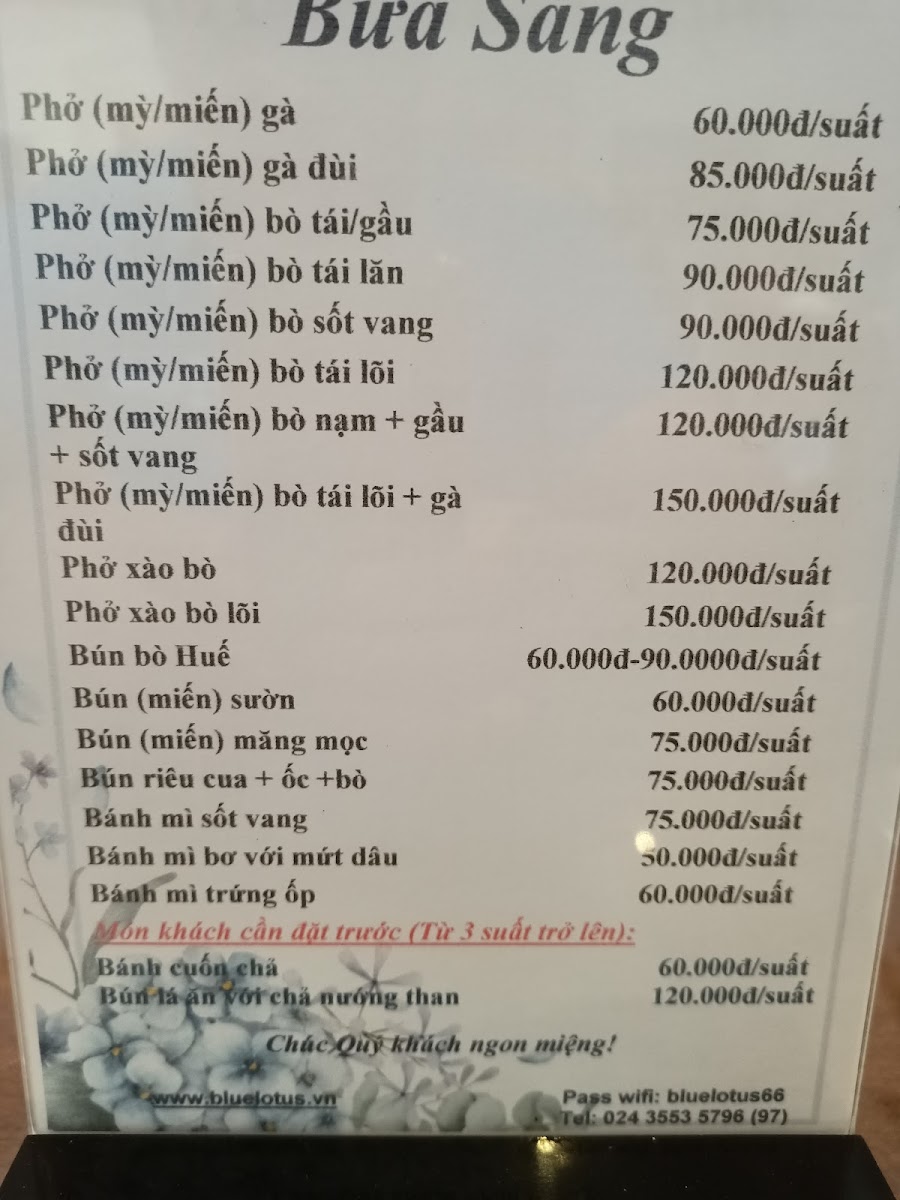 Bữa Sáng
Phở (mỳ/miến) gà 60.000đ/suất
Phở (mỳ/miến) gà đùi 85.000đ/suất
Phở (mỳ/miến) bò tái/gầu 75.000đ/suất
Phở (mỳ/miến) bò tái lăn 90.000đ/suất
Phở (mỳ/miến) bò sốt vang 90.000đ/suất
Phở (mỳ/miến) bò tái lõi 120.000đ/suất
Phở (mỳ/miến) bò nạm + gầu 120.000đ/suất
+ sốt vang
Phở (mỳ/miến) bò tái lõi + gà 150.000đ/suất
đùi
Phở xào bò 120.000đ/suất
Phở xào bò lõi 150.000đ/suất
Bún bò Huế 60.000đ-90.0000đ/suất
Bún (miến) sườn 60.000đ/suất
Bún (miến) măng mọc 75.000đ/suất
Bún riêu cua + ốc +bò 75.000đ/suất
Bánh mì sốt vang 75.000đ/suất
Bánh mì bơ với mứt dâu 50.000đ/suất
Bánh mì trứng ốp 60.000đ/suất
Món khách cần đặt trước (Từ 3 suất trở lên):
Bánh cuốn chả 60.000đ/suất
Bún lá ăn với chả nướng than 120.000đ/suất
Chúc Quý khách ngon miệng!
www.bluelotus.vn Pass wifi: bluelotus66
Tel: 024 3553 5796 (97)